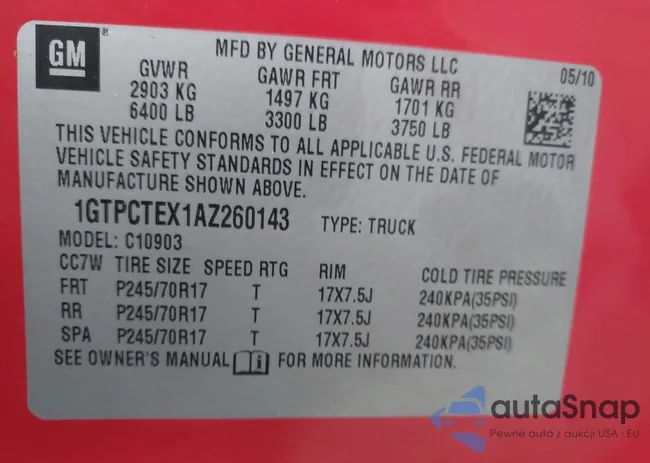 GM
MFD BY GENERAL MOTORS LLC
05/10
GVWR GAWR FRT GAWR RR
2903 KG 1497 KG 1701 KG
6400 LB 3300 LB 3750 LB
THIS VEHICLE CONFORMS TO ALL APPLICABLE U.S. FEDERAL MOTOR
VEHICLE SAFETY STANDARDS IN EFFECT ON THE DATE OF
MANUFACTURE SHOWN ABOVE.
1GTPCTEX1AZ260143 TYPE: TRUCK
MODEL: C10903
CC7W TIRE SIZE SPEED RTG RIM COLD TIRE PRESSURE
FRT P245/70R17 T 17X7.5J 240KPA(35PSI)
RR P245/70R17 T 17X7.5J 240KPA(35PSI)
SPA P245/70R17 T 17X7.5J 240KPA(35PSI)
SEE OWNER'S MANUAL FOR MORE INFORMATION.
autaSnap
Pewne auta z aukcji USA i EU